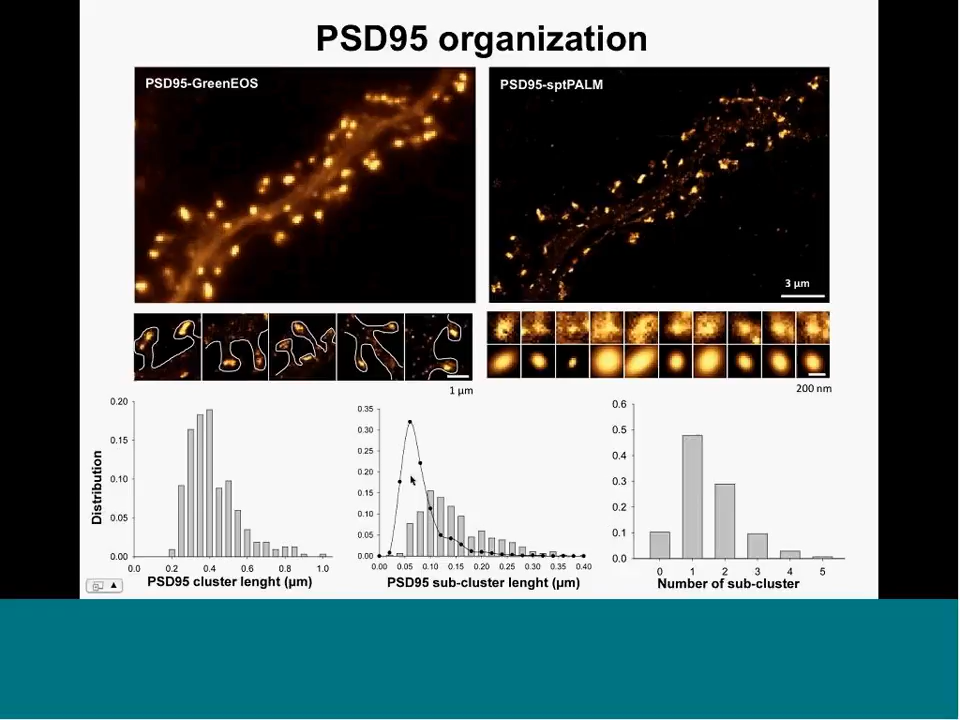 PSD95 organization
PSD95-GreenEOS
PSD95-sptPALM
3 µm
1 µm
200 nm
Distribution
0.20
0.15
0.10
0.05
0.00
0.0 0.2 0.4 0.6 0.8 1.0
PSD95 cluster lenght (µm)
0.35
0.30
0.25
0.20
0.15
0.10
0.05
0.00
0.00 0.05 0.10 0.15 0.20 0.25 0.30 0.35 0.40
PSD95 sub-cluster lenght (µm)
0.6
0.5
0.4
0.3
0.2
0.1
0.0
0 1 2 3 4 5
Number of sub-cluster